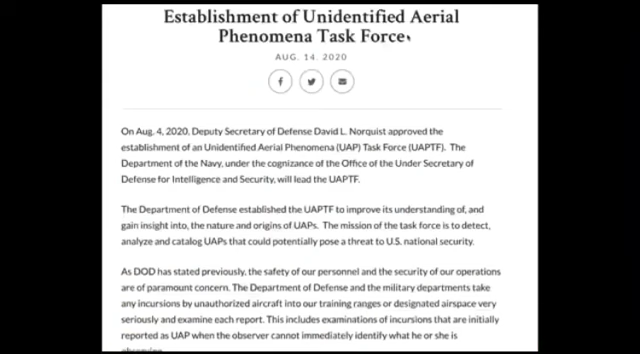 Establishment of Unidentified Aerial
Phenomena Task Force
AUG. 14, 2020
On Aug. 4, 2020, Deputy Secretary of Defense David L. Norquist approved the
establishment of an Unidentified Aerial Phenomena (UAP) Task Force (UAPTF). The
Department of the Navy, under the cognizance of the Office of the Under Secretary of
Defense for Intelligence and Security, will lead the UAPTF.
The Department of Defense established the UAPTF to improve its understanding of, and
gain insight into, the nature and origins of UAPs. The mission of the task force is to detect,
analyze and catalog UAPs that could potentially pose a threat to U.S. national security.
As DOD has stated previously, the safety of our personnel and the security of our operations
are of paramount concern. The Department of Defense and the military departments take
any incursions by unauthorized aircraft into our training ranges or designated airspace very
seriously and examine each report. This includes examinations of incursions that are initially
reported as UAP when the observer cannot immediately identify what he or she is